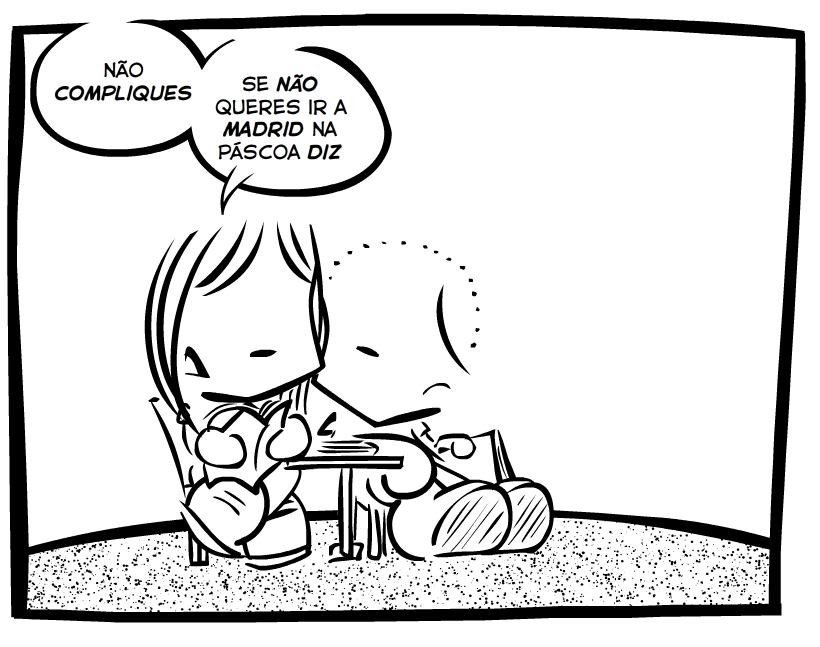 NÃO
COMPLIQUES
SE NÃO
QUERES IR A
MADRID NA
PÁSCOA DIZ